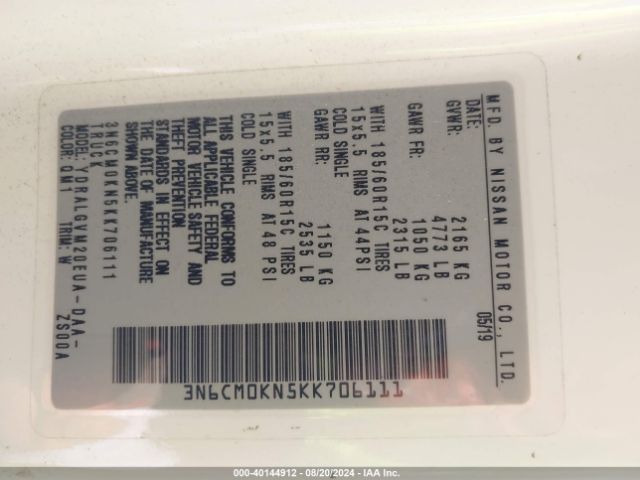 MFD. BY NISSAN MOTOR CO., LTD.
DATE: 05/19
GVWR: 2165 KG
4773 LB
GAWR FR: 1050 KG
2315 LB
WITH 185/60R15C TIRES
15x5.5 RIMS AT 44PSI
COLD SINGLE
GAWR RR: 1150 KG
2535 LB
WITH 185/60R15C TIRES
15x5.5 RIMS AT 48 PSI
COLD SINGLE
THIS VEHICLE CONFORMS TO
ALL APPLICABLE FEDERAL
MOTOR VEHICLE SAFETY AND
THEFT PREVENTION
STANDARDS IN EFFECT ON
THE DATE OF MANUFACTURE
SHOWN ABOVE.
3N6CM0KN5KK706111
TRUCK
YDRALGVM20EUA-DAA-
COLOR: QM1 TRIM: W ZS00A
3N6CM0KN5KK706111
000-40144912 - 08/20/2024 - IAA Inc.